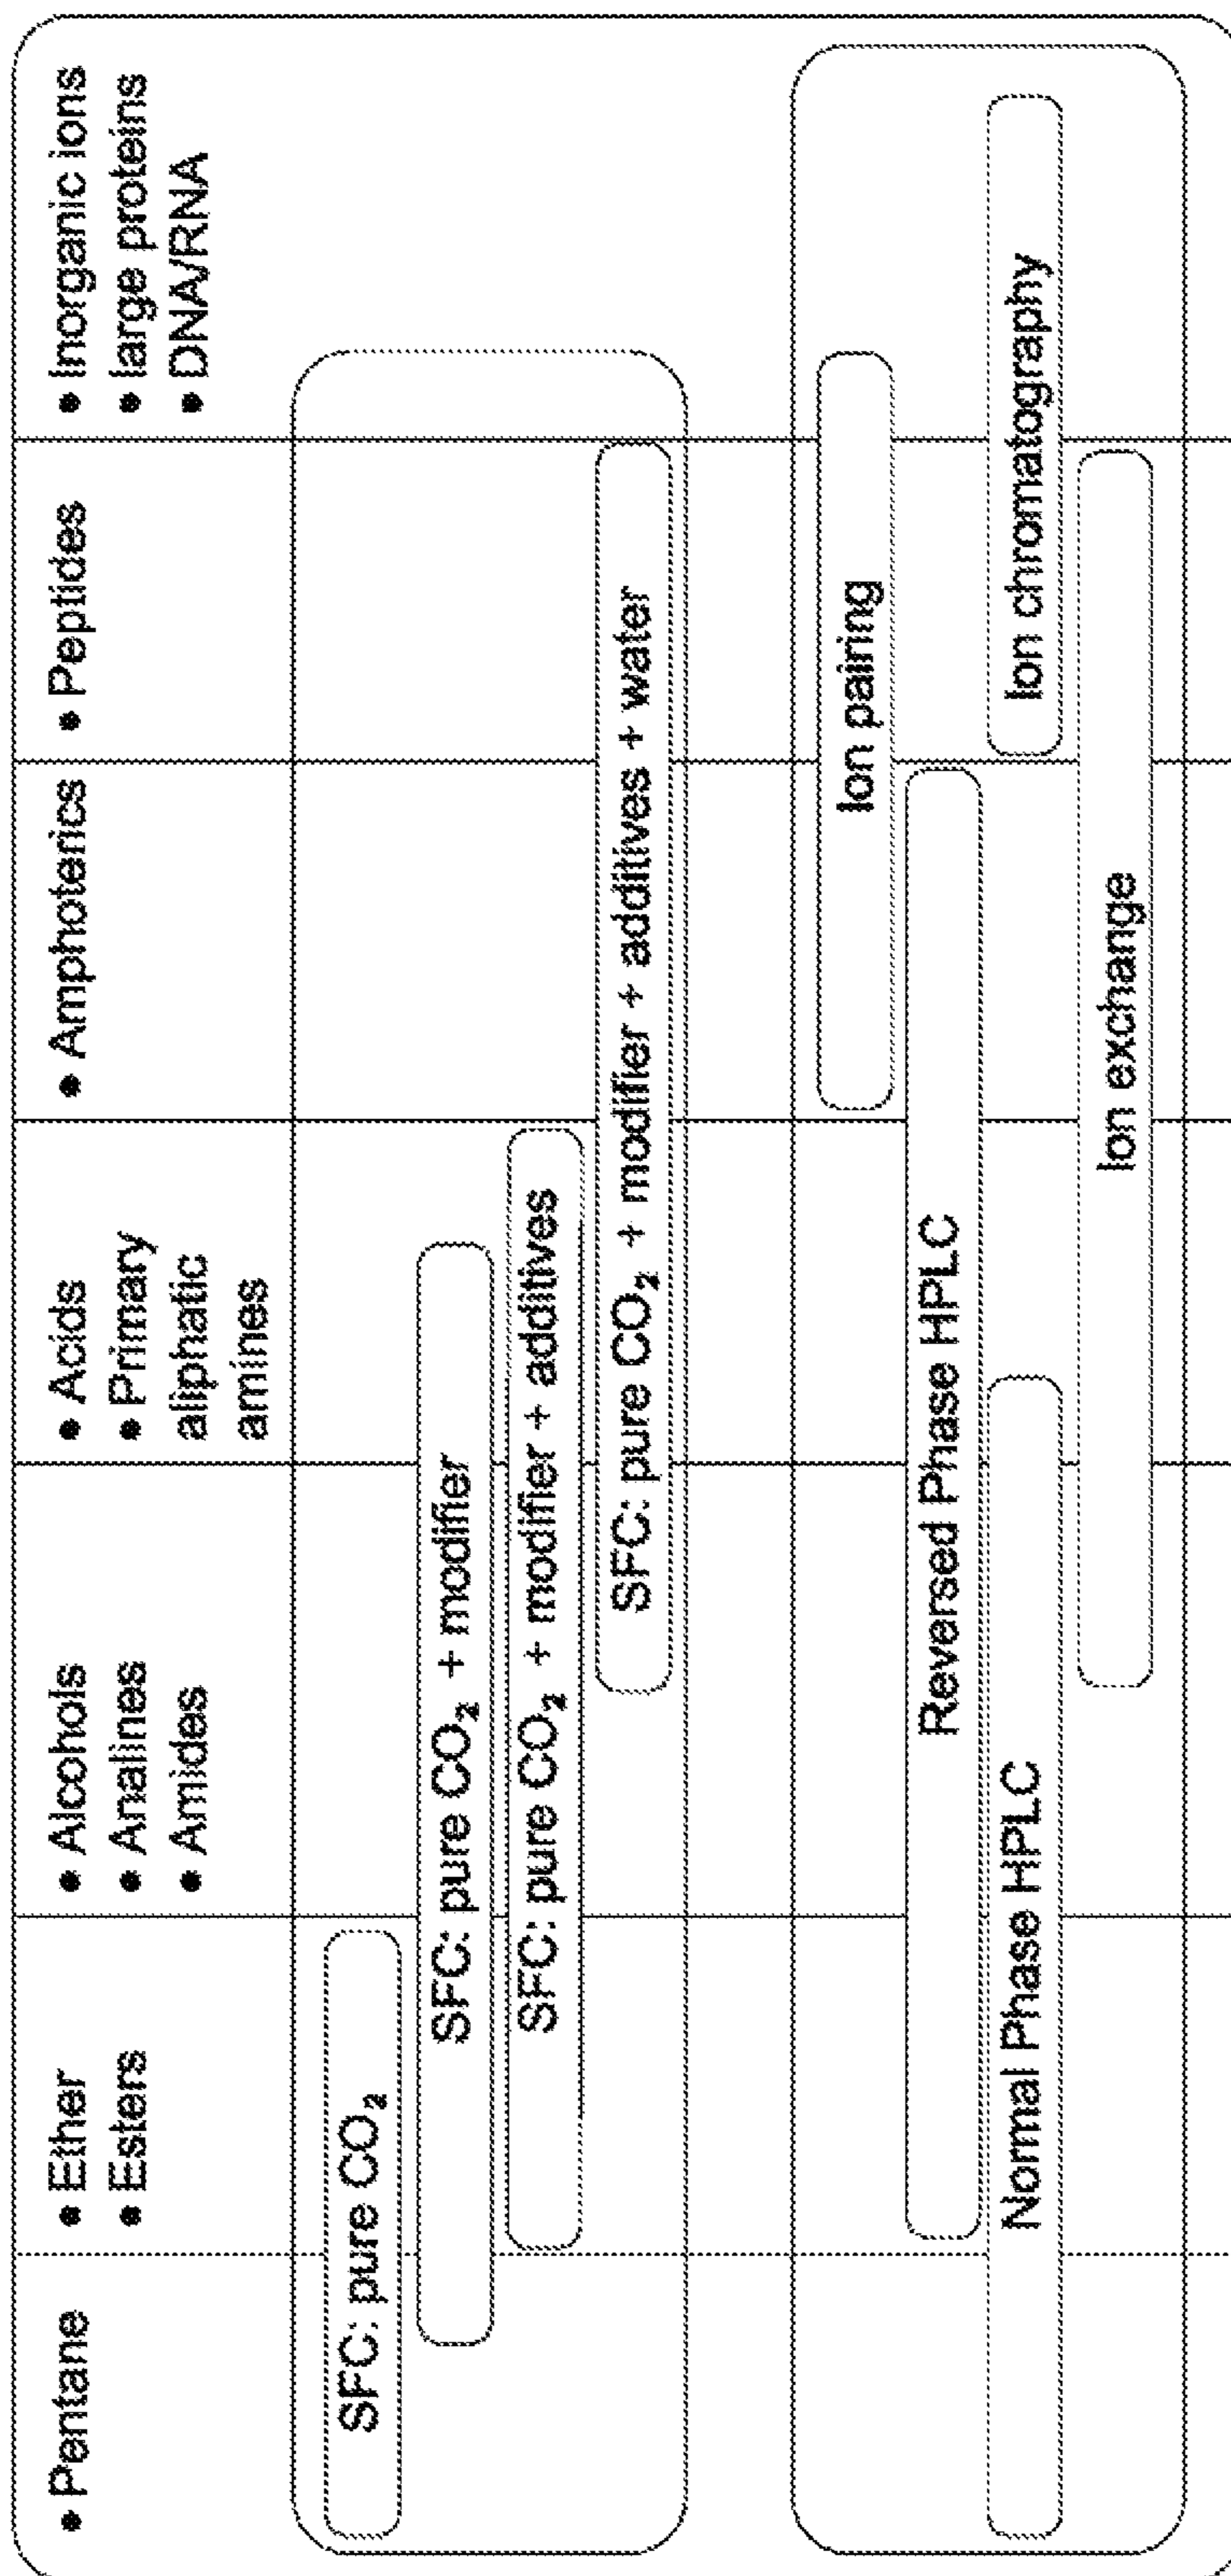 • Pentane
• Ether
• Esters
• Alcohols
• Analines
• Amides
• Acids
• Primary
aliphatic
amines
• Amphoterics
• Peptides
• Inorganic ions
• large proteins
• DNA/RNA
SFC: pure CO₂
SFC: pure CO₂ + modifier
SFC: pure CO₂ + modifier + additives
SFC: pure CO₂ + modifier + additives + water
Ion pairing
Reversed Phase HPLC
Normal Phase HPLC
Ion chromatography
Ion exchange